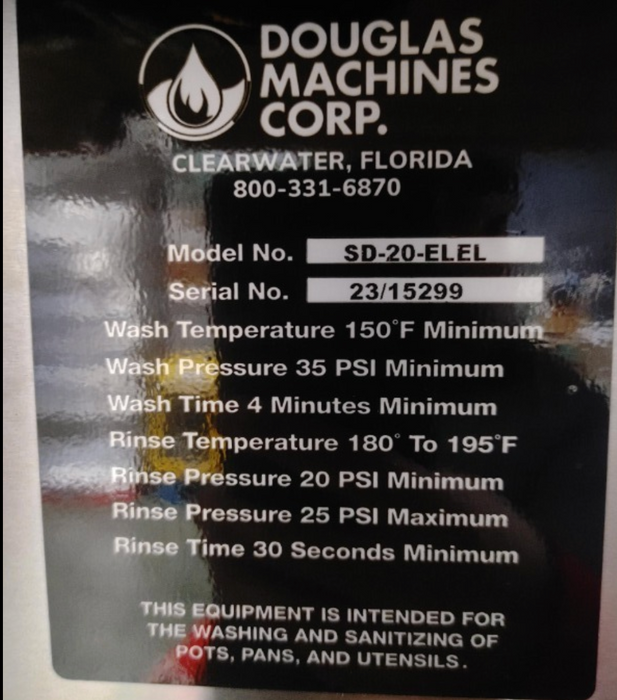 DOUGLAS
MACHINES
CORP.
CLEARWATER, FLORIDA
800-331-6870
Model No. SD-20-ELEL
Serial No. 23/15299
Wash Temperature 150°F Minimum
Wash Pressure 35 PSI Minimum
Wash Time 4 Minutes Minimum
Rinse Temperature 180° To 195°F
Rinse Pressure 20 PSI Minimum
Rinse Pressure 25 PSI Maximum
Rinse Time 30 Seconds Minimum
THIS EQUIPMENT IS INTENDED FOR
THE WASHING AND SANITIZING OF
POTS, PANS, AND UTENSILS.